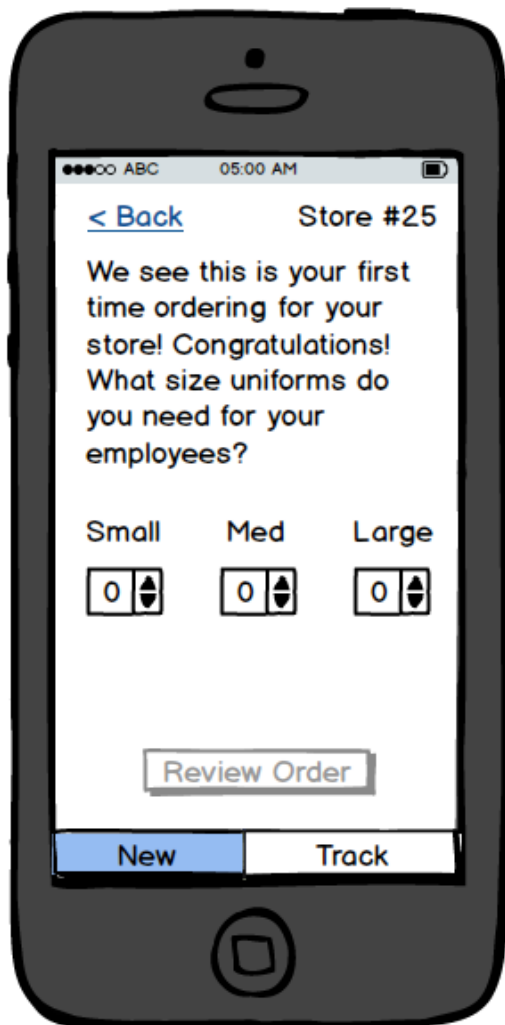 ABC 05:00 AM
< Back Store #25
We see this is your first
time ordering for your
store! Congratulations!
What size uniforms do
you need for your
employees?
Small Med Large
0 0 0
Review Order
New Track